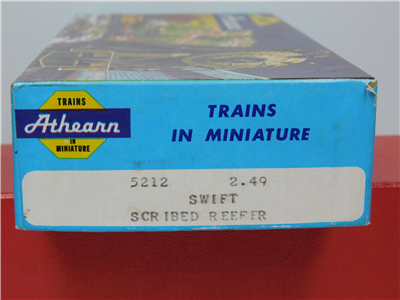 TRAINS
Athearn
IN
MINIATURE
TRAINS
IN MINIATURE
5212 2.49
SWIFT
SCRIBED REEFER